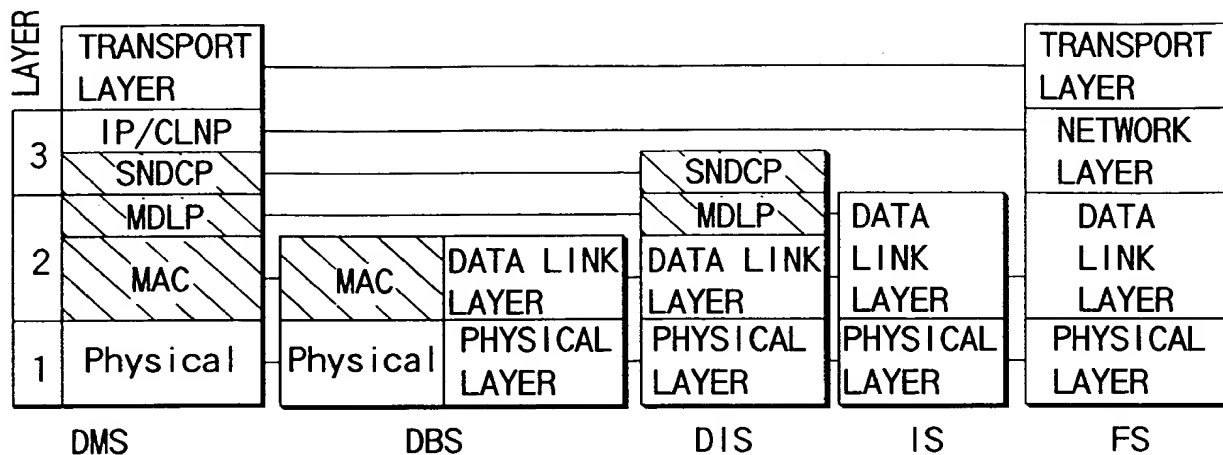 LAYER
TRANSPORT
LAYER
3
IP/CLNP
SNDCP
2
MDLP
MAC
1
Physical
DMS
MAC
DATA LINK
LAYER
Physical
PHYSICAL
LAYER
DBS
SNDCP
MDLP
DATA LINK
LAYER
PHYSICAL
LAYER
DIS
DATA
LINK
LAYER
PHYSICAL
LAYER
IS
TRANSPORT
LAYER
NETWORK
LAYER
DATA
LINK
LAYER
PHYSICAL
LAYER
FS